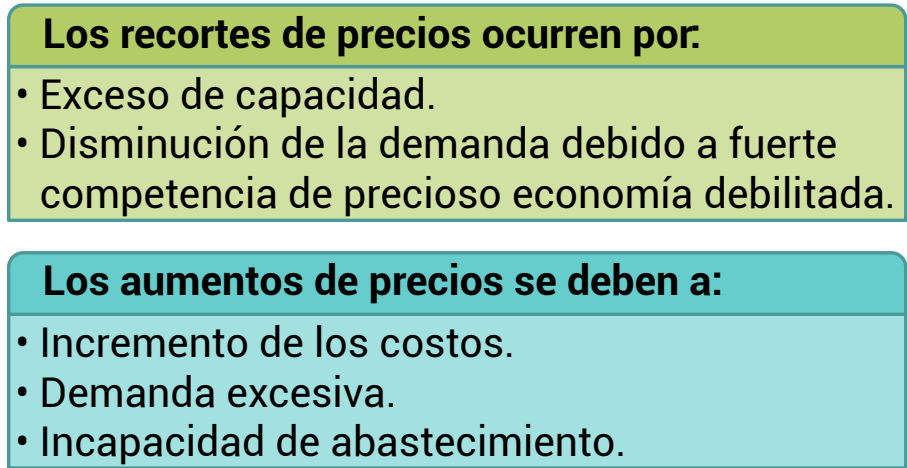 Los recortes de precios ocurren por:
• Exceso de capacidad.
• Disminución de la demanda debido a fuerte
competencia de precioso economía debilitada.
Los aumentos de precios se deben a:
• Incremento de los costos.
• Demanda excesiva.
• Incapacidad de abastecimiento.